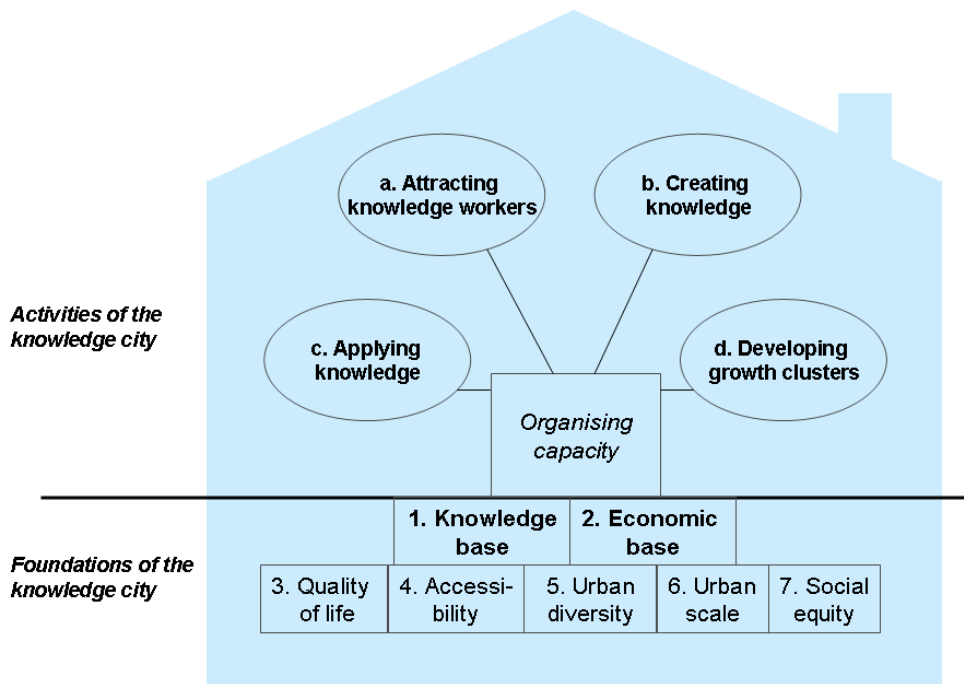 a. Attracting
knowledge workers
b. Creating
knowledge
Activities of the
knowledge city
c. Applying
knowledge
d. Developing
growth clusters
Organising
capacity
1. Knowledge
base
2. Economic
base
Foundations of the
knowledge city
3. Quality
of life
4. Accessi-
bility
5. Urban
diversity
6. Urban
scale
7. Social
equity